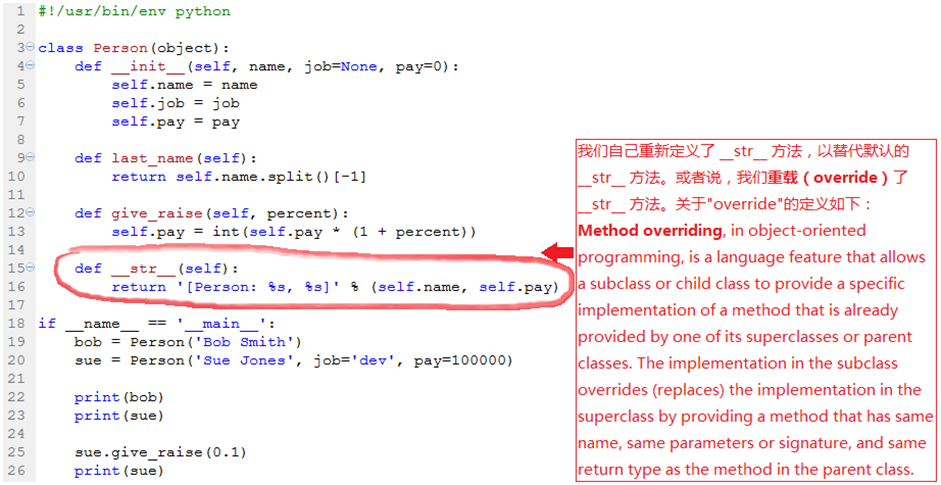 1 #!/usr/bin/env python
2
3 class Person(object):
4     def __init__(self, name, job=None, pay=0):
5         self.name = name
6         self.job = job
7         self.pay = pay
8
9     def last_name(self):
10         return self.name.split()[-1]
11
12     def give_raise(self, percent):
13         self.pay = int(self.pay * (1 + percent))
14
15     def __str__(self):
16         return '[Person: %s, %s]' % (self.name, self.pay)
17
18 if __name__ == '__main__':
19     bob = Person('Bob Smith')
20     sue = Person('Sue Jones', job='dev', pay=100000)
21
22     print(bob)
23     print(sue)
24
25     sue.give_raise(0.1)
26     print(sue)
我们自己重新定义了 __str__ 方法，以替代默认的
__str__ 方法。或者说，我们重载（override）了
__str__ 方法。关于"override"的定义如下：
Method overriding, in object-oriented
programming, is a language feature that allows
a subclass or child class to provide a specific
implementation of a method that is already
provided by one of its superclasses or parent
classes. The implementation in the subclass
overrides (replaces) the implementation in the
superclass by providing a method that has same
name, same parameters or signature, and same
return type as the method in the parent class.